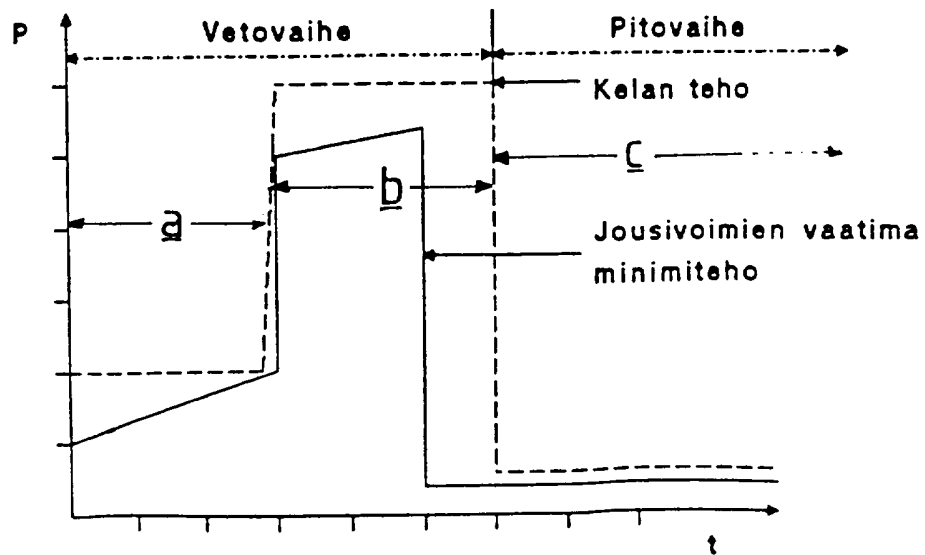 P
Vetovaihe
Pitovaihe
Kelan teho
c
b
a
Jousivoimien vaatima
minimiteho
t